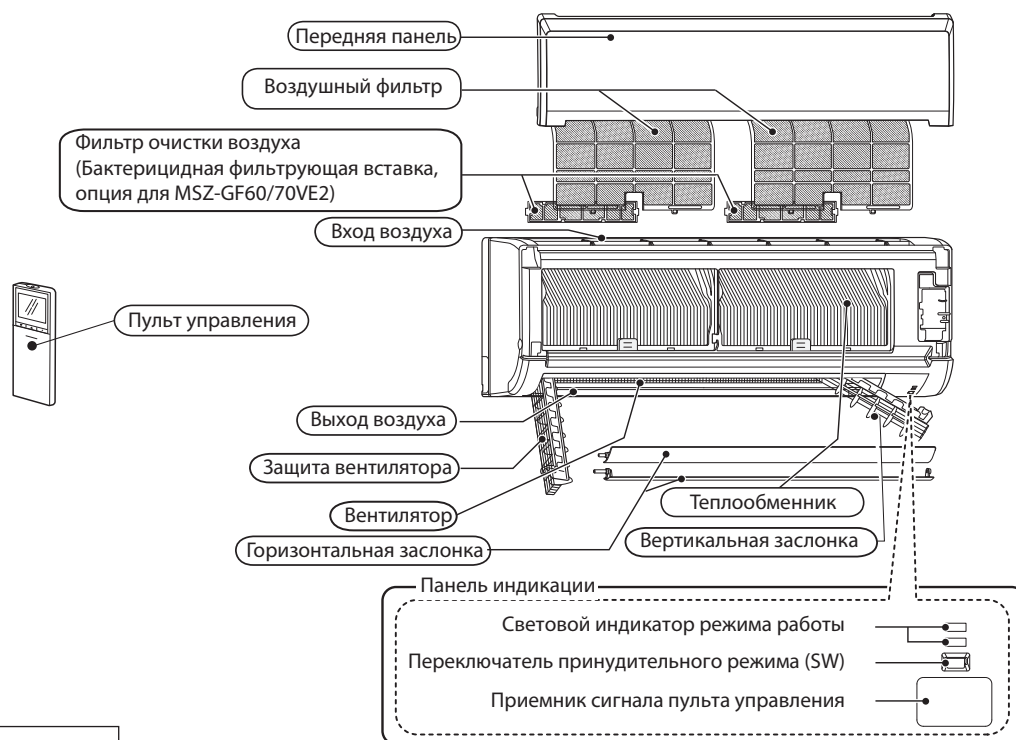 Передняя панель
Воздушный фильтр
Фильтр очистки воздуха
(Бактерицидная фильтрующая вставка,
опция для MSZ-GF60/70VE2)
Вход воздуха
Пульт управления
Выход воздуха
Защита вентилятора
Вентилятор
Теплообменник
Горизонтальная заслонка
Вертикальная заслонка
Панель индикации
Световой индикатор режима работы
Переключатель принудительного режима (SW)
Приемник сигнала пульта управления